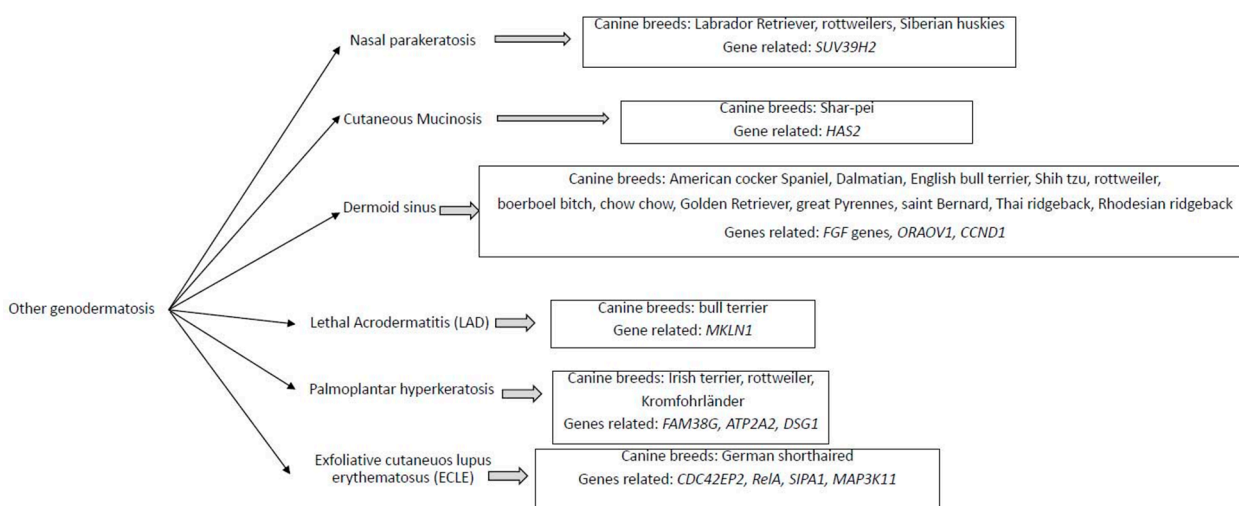 Other genodermatosis
Nasal parakeratosis
Canine breeds: Labrador Retriever, rottweilers, Siberian huskies
Gene related: SUV39H2
Cutaneous Mucinosis
Canine breeds: Shar-pei
Gene related: HAS2
Dermoid sinus
Canine breeds: American cocker Spaniel, Dalmatian, English bull terrier, Shih tzu, rottweiler,
boerboel bitch, chow chow, Golden Retriever, great Pyrennes, saint Bernard, Thai ridgeback, Rhodesian ridgeback
Genes related: FGF genes, ORAOV1, CCND1
Lethal Acrodermatitis (LAD)
Canine breeds: bull terrier
Gene related: MKLN1
Palmoplantar hyperkeratosis
Canine breeds: Irish terrier, rottweiler,
Kromfohrländer
Genes related: FAM38G, ATP2A2, DSG1
Exfoliative cutaneuos lupus
erythematosus (ECLE)
Canine breeds: German shorthaired
Genes related: CDC42EP2, RelA, SIPA1, MAP3K11